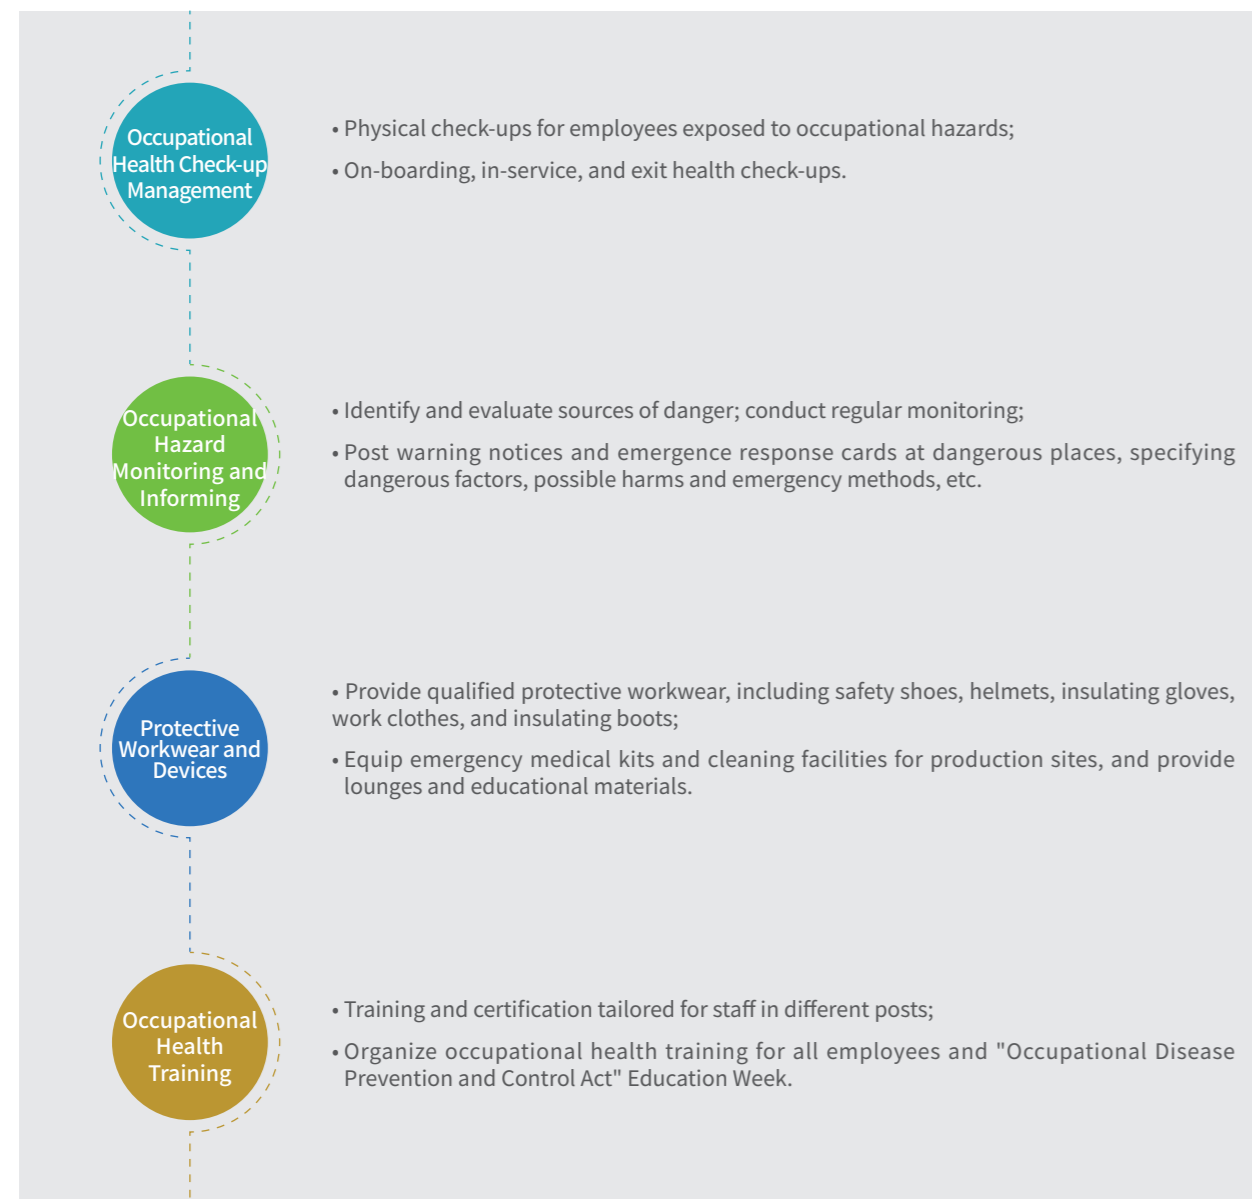 Occupational
Health Check-up
Management
• Physical check-ups for employees exposed to occupational hazards;
• On-boarding, in-service, and exit health check-ups.
Occupational
Hazard
Monitoring and
Informing
• Identify and evaluate sources of danger; conduct regular monitoring;
• Post warning notices and emergence response cards at dangerous places, specifying
dangerous factors, possible harms and emergency methods, etc.
Protective
Workwear and
Devices
• Provide qualified protective workwear, including safety shoes, helmets, insulating gloves,
work clothes, and insulating boots;
• Equip emergency medical kits and cleaning facilities for production sites, and provide
lounges and educational materials.
Occupational
Health
Training
• Training and certification tailored for staff in different posts;
• Organize occupational health training for all employees and "Occupational Disease
Prevention and Control Act" Education Week.